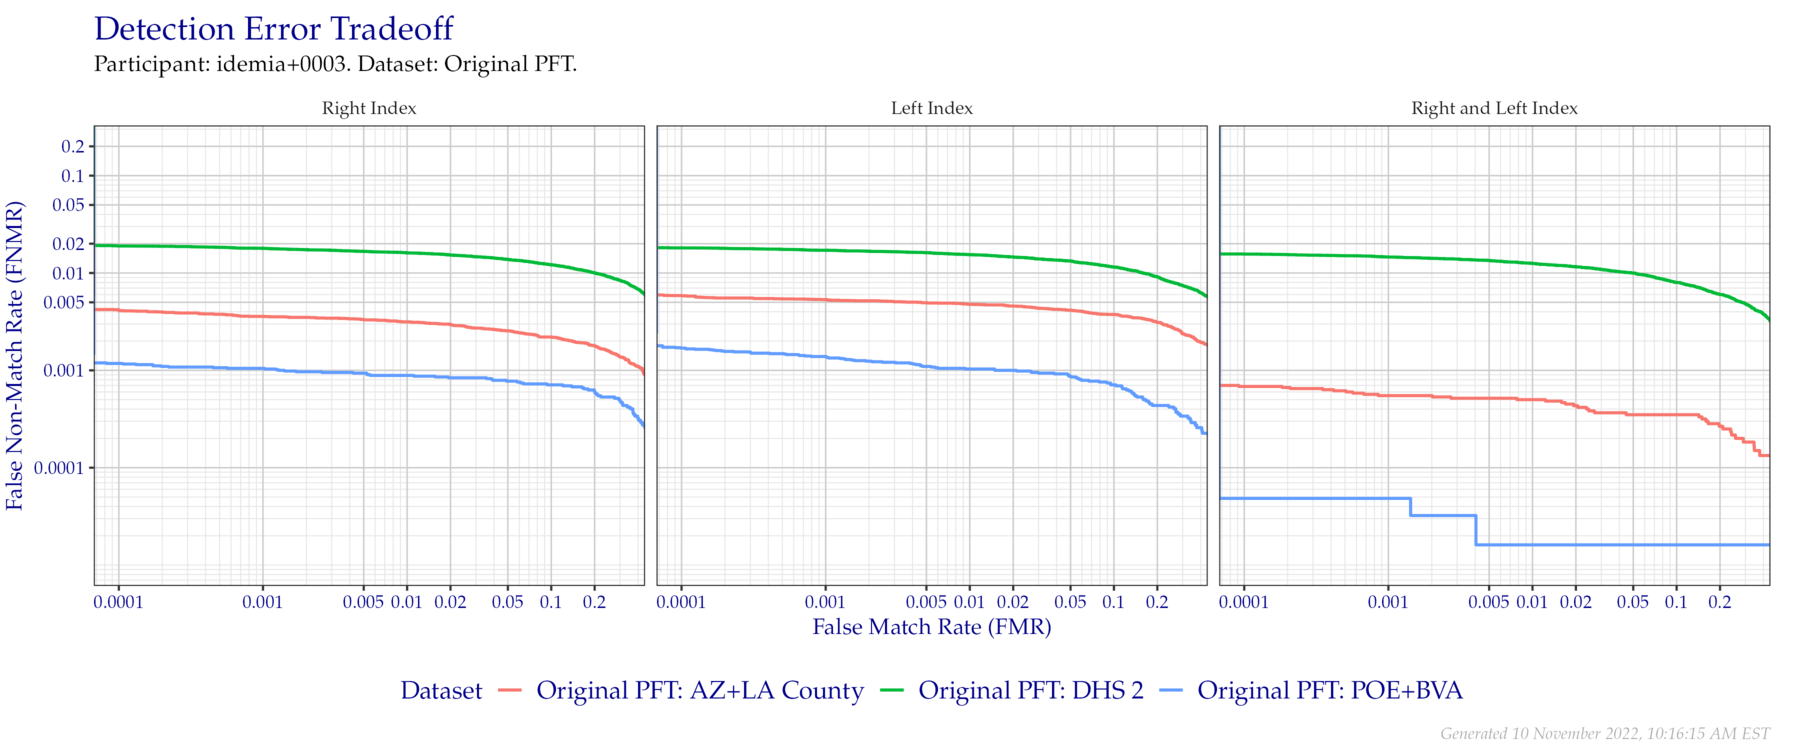 Detection Error Tradeoff
Participant: idemia+0003. Dataset: Original PFT.
Right Index
Left Index
Right and Left Index
False Non-Match Rate (FNMR)
0.2
0.1
0.05
0.02
0.01
0.005
0.001
0.0001
0.0001 0.001 0.005 0.01 0.02 0.05 0.1 0.2
0.0001 0.001 0.005 0.01 0.02 0.05 0.1 0.2
0.0001 0.001 0.005 0.01 0.02 0.05 0.1 0.2
False Match Rate (FMR)
Dataset Original PFT: AZ+LA County Original PFT: DHS 2 Original PFT: POE+BVA
Generated 10 November 2022, 10:16:15 AM EST